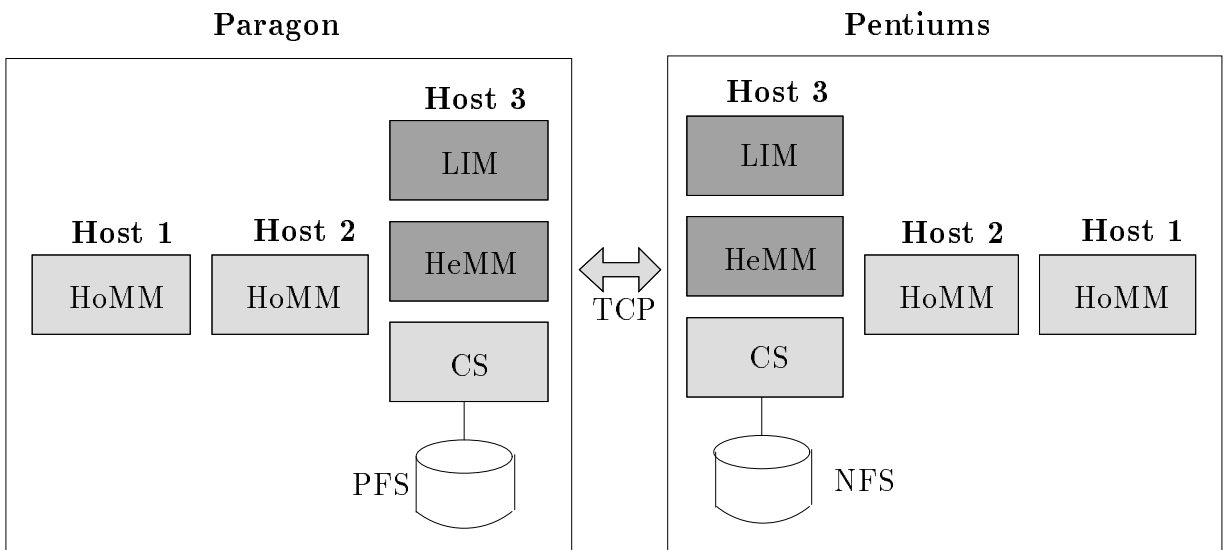 Paragon
Host 3
LIM
Host 1
Host 2
HeMM
HoMM
HoMM
CS
PFS
TCP
Pentiums
Host 3
LIM
Host 2
Host 1
HeMM
HoMM
HoMM
CS
NFS